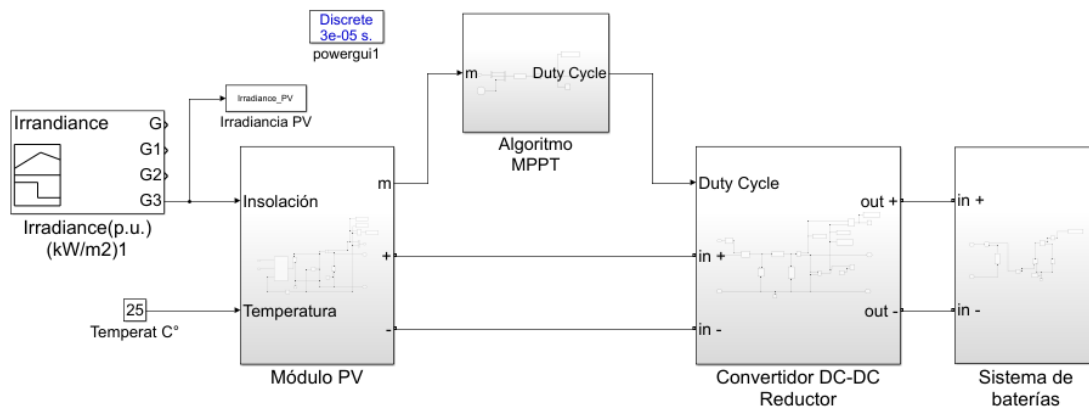 Discrete
3e-05 s.
powergui1
m
Duty Cycle
Algoritmo
MPPT
Irradiance_PV
Irradiancia PV
Irrandiance
G
G1
G2
G3
Irradiance(p.u.)
(kW/m2)1
25
Temperat C°
Insolación
Temperatura
m
+
-
Módulo PV
Duty Cycle
in +
in -
out +
out -
Convertidor DC-DC
Reductor
in +
in -
Sistema de
baterías